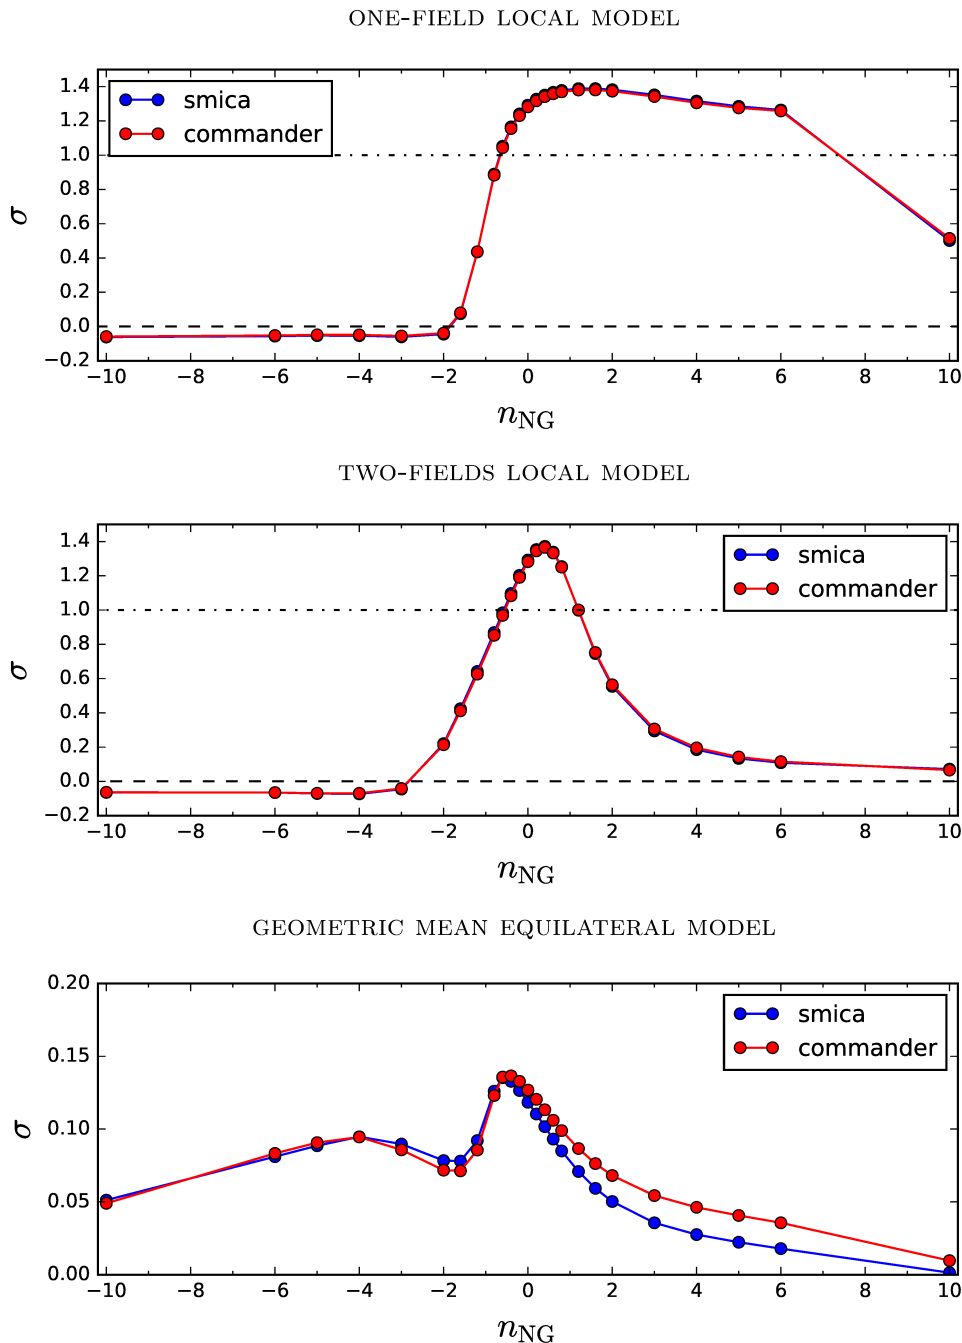 ONE-FIELD LOCAL MODEL
1.4
1.2
1.0
0.8
0.6
0.4
0.2
0.0
−0.2
σ
smica
commander
−10 −8 −6 −4 −2 0 2 4 6 8 10
n_NG
TWO-FIELDS LOCAL MODEL
1.4
1.2
1.0
0.8
0.6
0.4
0.2
0.0
−0.2
σ
smica
commander
−10 −8 −6 −4 −2 0 2 4 6 8 10
n_NG
GEOMETRIC MEAN EQUILATERAL MODEL
0.20
0.15
0.10
0.05
0.00
σ
smica
commander
−10 −8 −6 −4 −2 0 2 4 6 8 10
n_NG